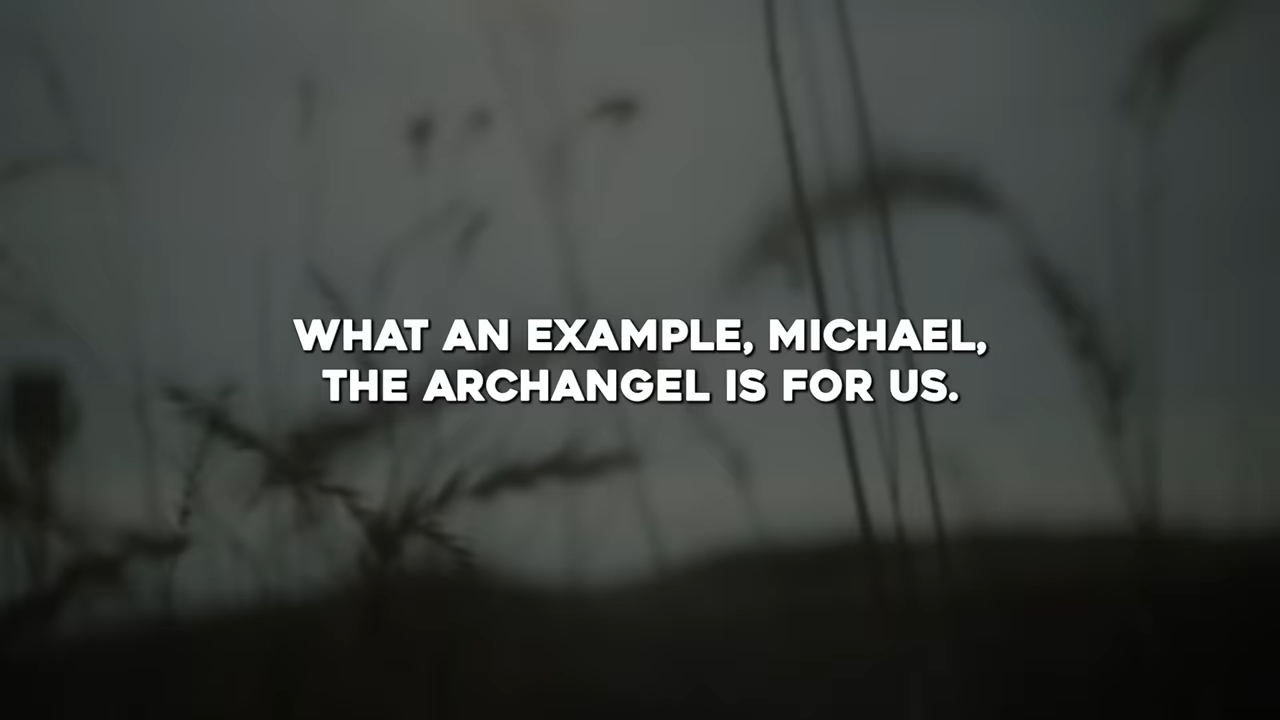 WHAT AN EXAMPLE, MICHAEL,
THE ARCHANGEL IS FOR US.